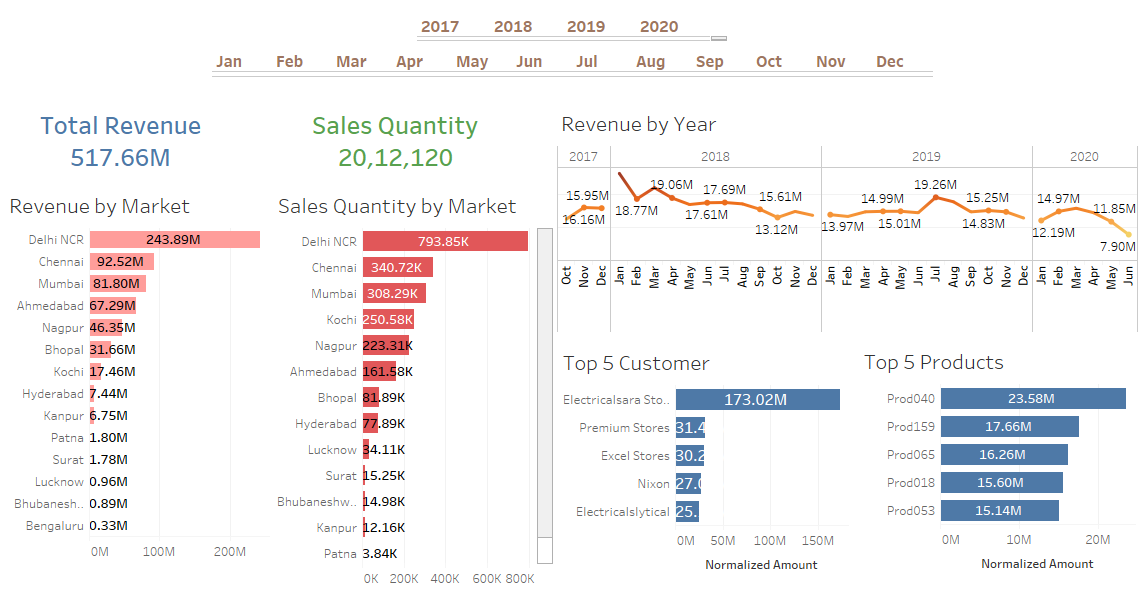 2017 2018 2019 2020
Jan Feb Mar Apr May Jun Jul Aug Sep Oct Nov Dec
Total Revenue
517.66M
Sales Quantity
20,12,120
Revenue by Market
Delhi NCR 243.89M
Chennai 92.52M
Mumbai 81.80M
Ahmedabad 67.29M
Nagpur 46.35M
Bhopal 31.66M
Kochi 17.46M
Hyderabad 7.44M
Kanpur 6.75M
Patna 1.80M
Surat 1.78M
Lucknow 0.96M
Bhubanesh.. 0.89M
Bengaluru 0.33M
0M 100M 200M
Sales Quantity by Market
Delhi NCR 793.85K
Chennai 340.72K
Mumbai 308.29K
Kochi 250.58K
Nagpur 223.31K
Ahmedabad 161.58K
Bhopal 81.89K
Hyderabad 77.89K
Lucknow 34.11K
Surat 15.25K
Bhubaneshw.. 14.98K
Kanpur 12.16K
Patna 3.84K
0K 200K 400K 600K 800K
Revenue by Year
2017 2018 2019 2020
15.95M 19.06M 17.69M 15.61M 14.99M 19.26M 15.25M 14.97M 11.85M
16.16M 18.77M 17.61M 13.12M 13.97M 15.01M 14.83M 12.19M 7.90M
Oct Nov Dec Jan Feb Mar Apr May Jun Jul Aug Sep Oct Nov Dec Jan Feb Mar Apr May Jun Jul Aug Sep Oct Nov Dec Jan Feb Mar Apr May Jun
Top 5 Customer
Electricalsara Sto.. 173.02M
Premium Stores 31.4
Excel Stores 30.2
Nixon 27.0
Electricalslytical 25.
0M 50M 100M 150M
Normalized Amount
Top 5 Products
Prod040 23.58M
Prod159 17.66M
Prod065 16.26M
Prod018 15.60M
Prod053 15.14M
0M 10M 20M
Normalized Amount